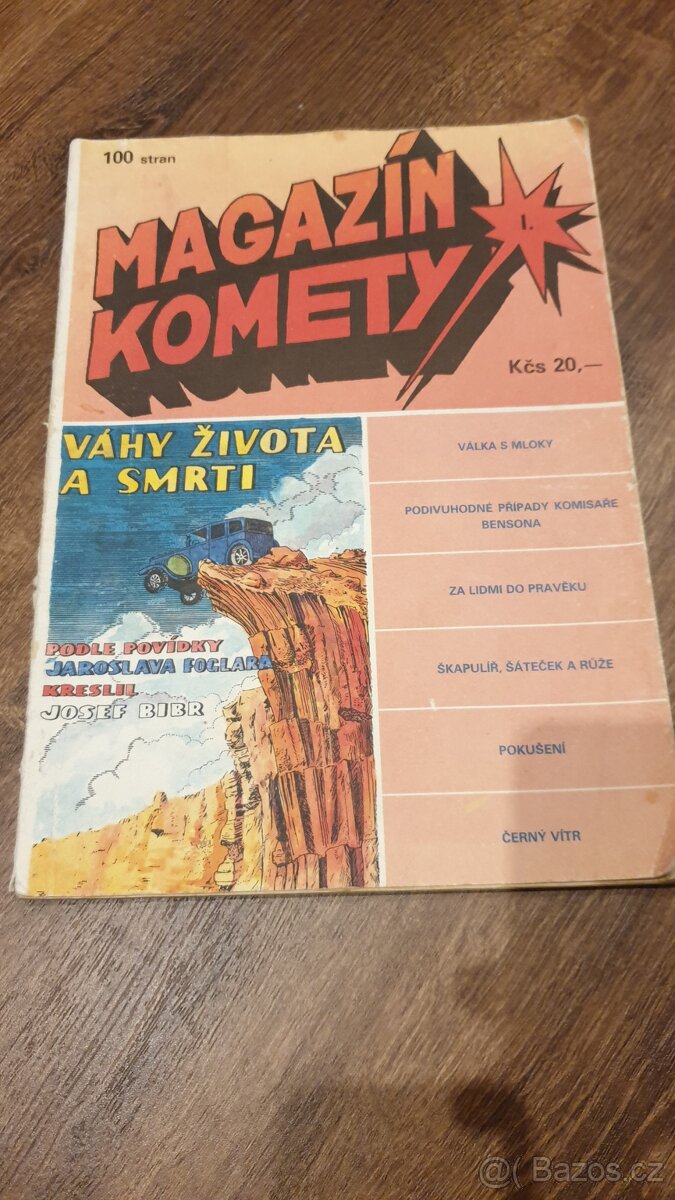 100 stran
MAGAZÍN
KOMETY
I.
Kčs 20,—
VÁHY ŽIVOTA
A SMRTI
PODLE POVÍDKY
JAROSLAVA FOGLARA
KRESLIL
JOSEF BIBR
VÁLKA S MLOKY
PODIVUHODNÉ PŘÍPADY KOMISAŘE
BENSONA
ZA LIDMI DO PRAVĚKU
ŠKAPULÍŘ, ŠÁTEČEK A RŮŽE
POKUŠENÍ
ČERNÝ VÍTR
@( Bazos.cz